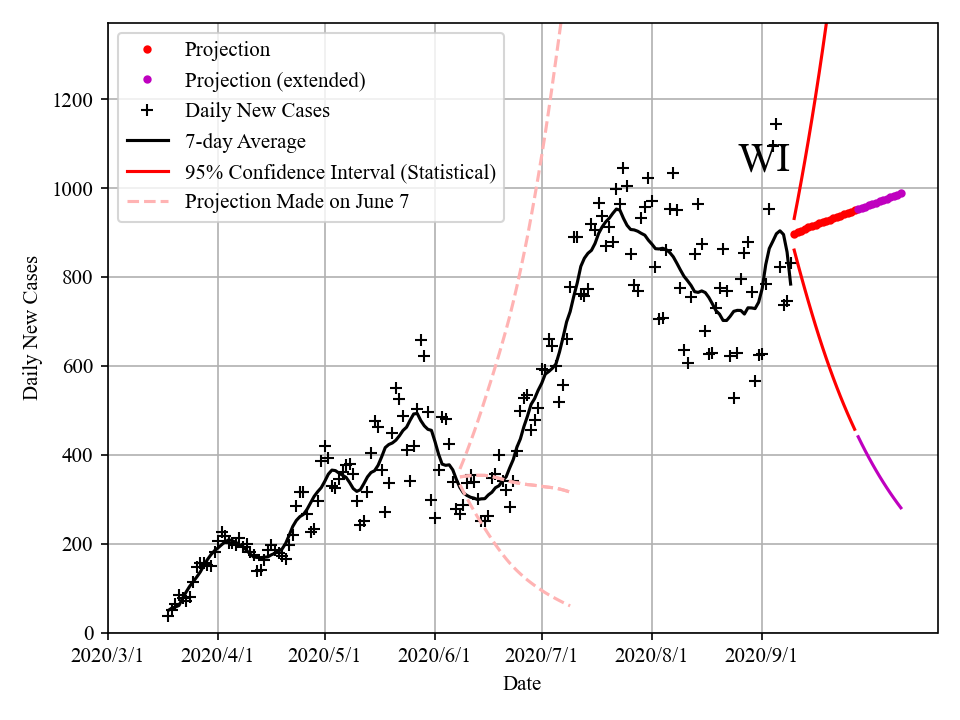 Projection
Projection (extended)
Daily New Cases
7-day Average
95% Confidence Interval (Statistical)
Projection Made on June 7
WI
1200
1000
800
600
400
200
0
Daily New Cases
2020/3/1 2020/4/1 2020/5/1 2020/6/1 2020/7/1 2020/8/1 2020/9/1
Date